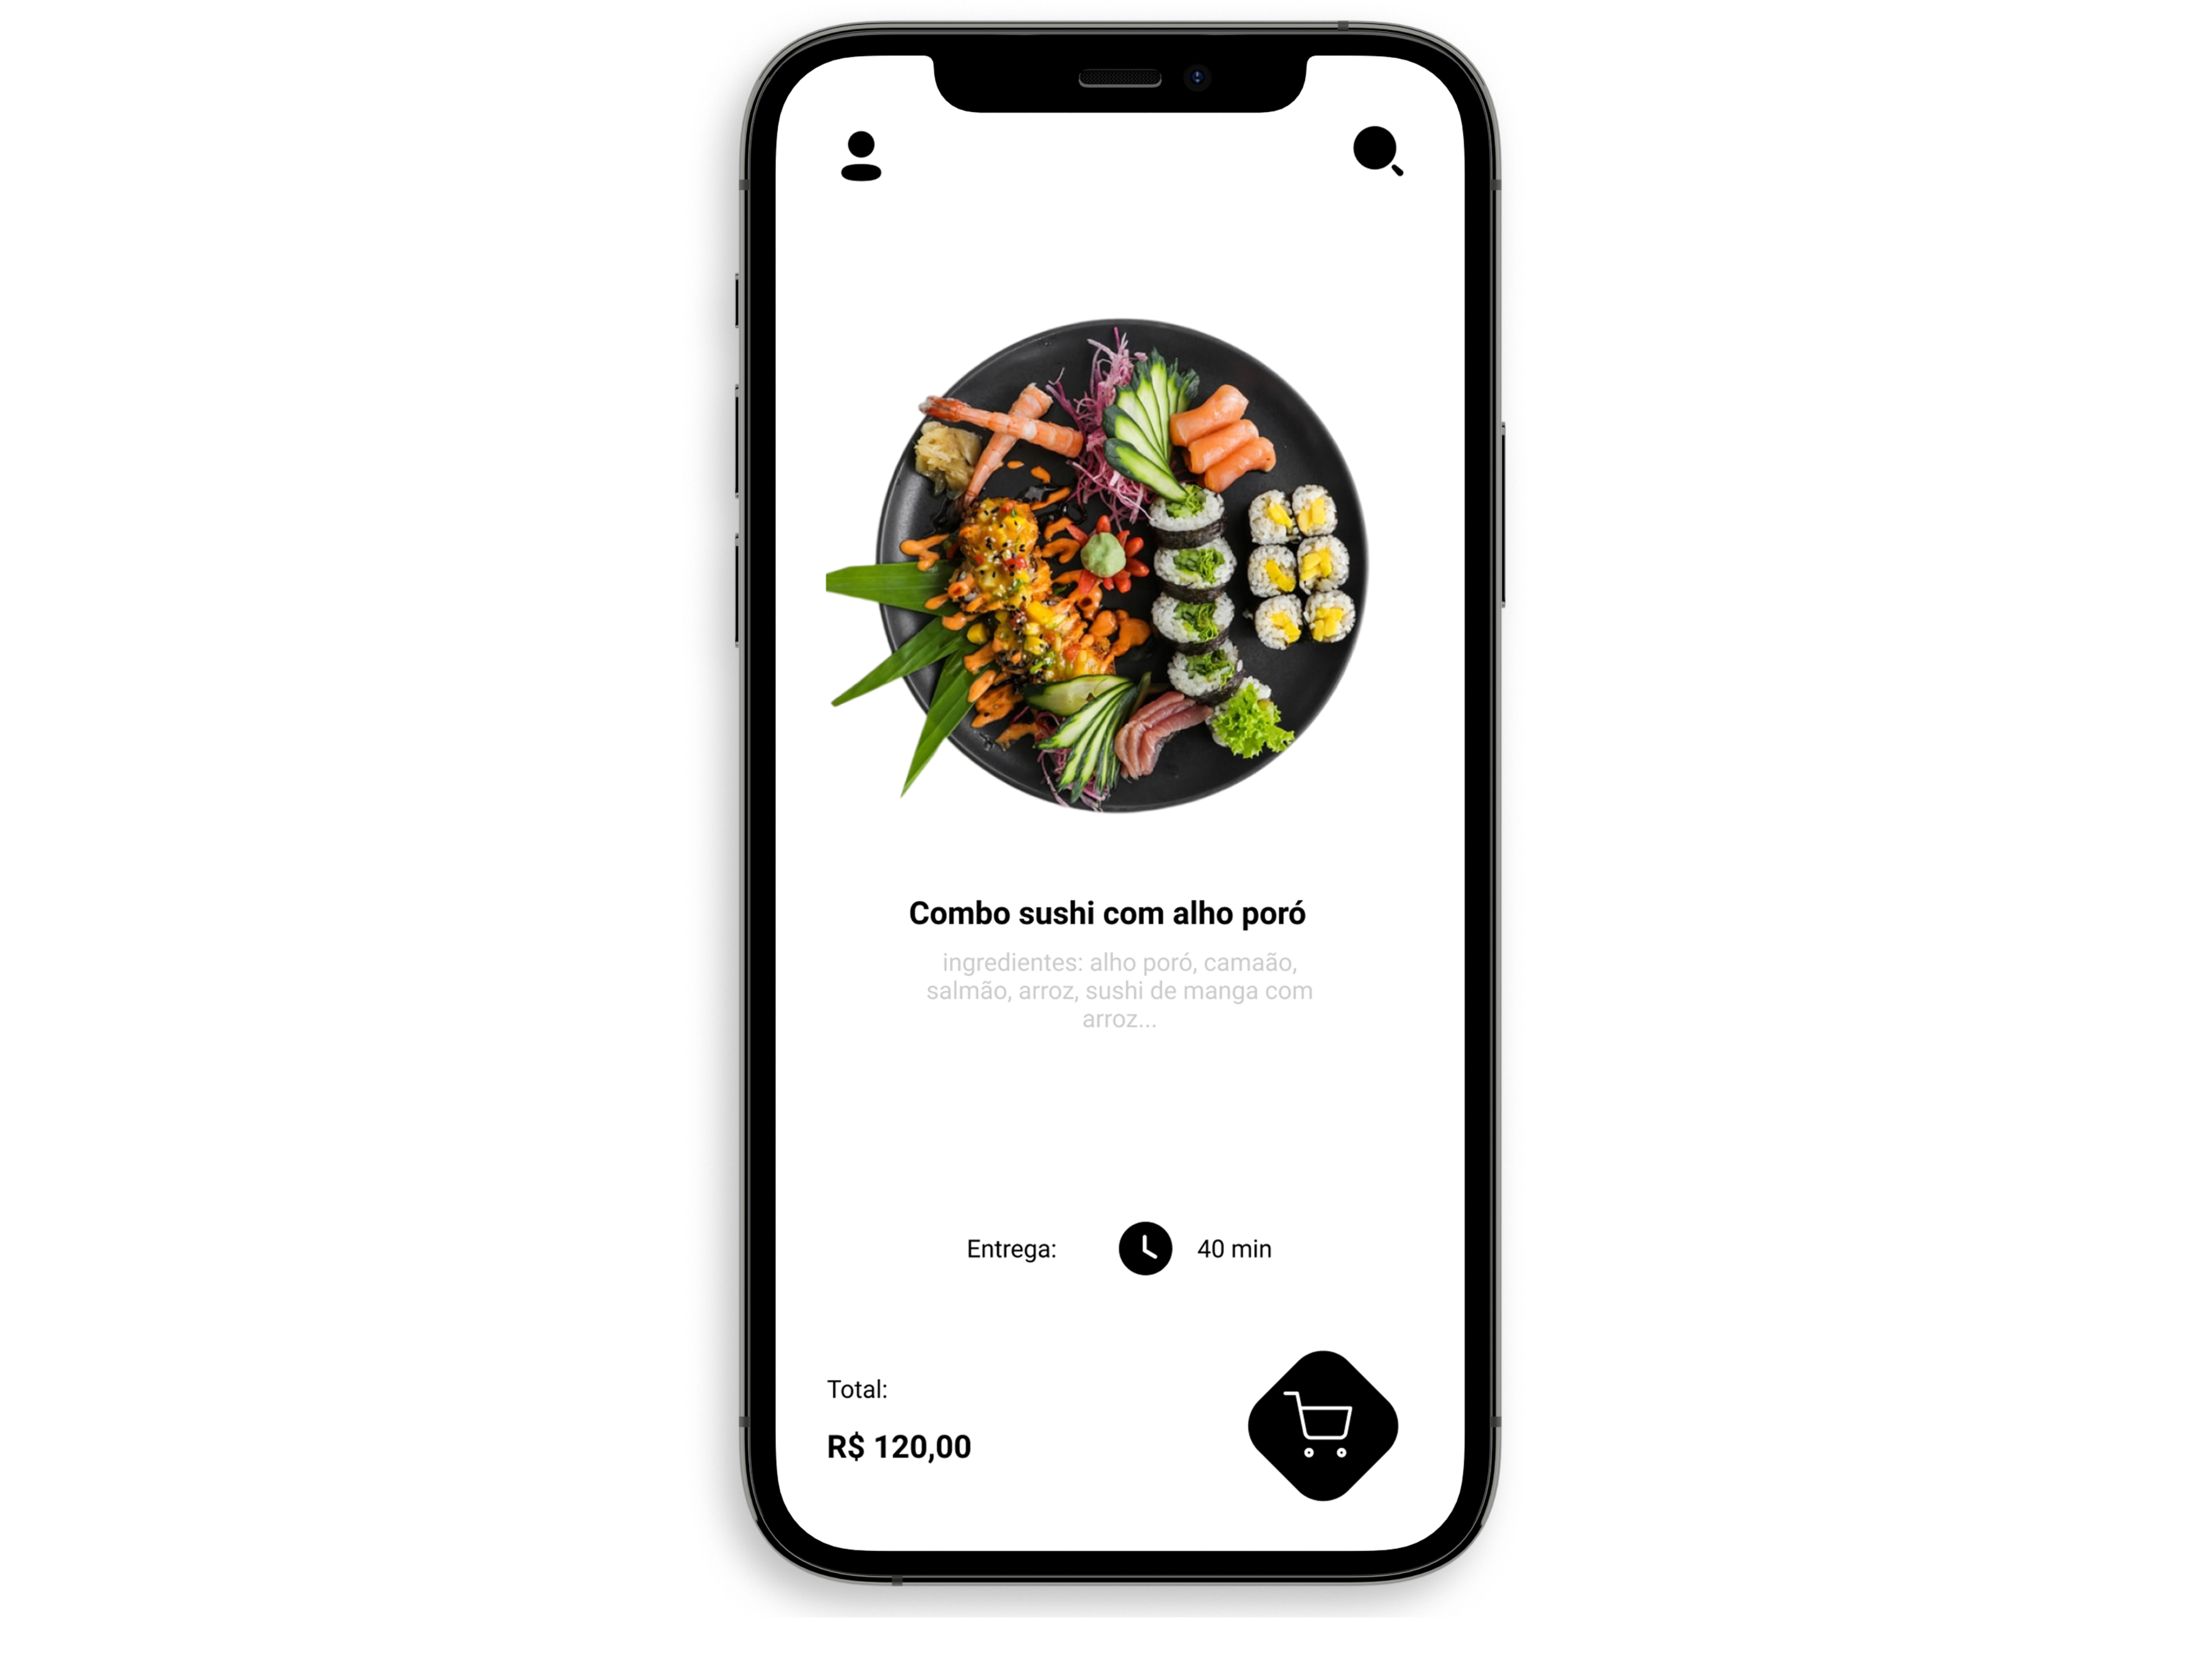 Combo sushi com alho poró
ingredientes: alho poró, camaão,
salmão, arroz, sushi de manga com
arroz...
Entrega: 40 min
Total:
R$ 120,00